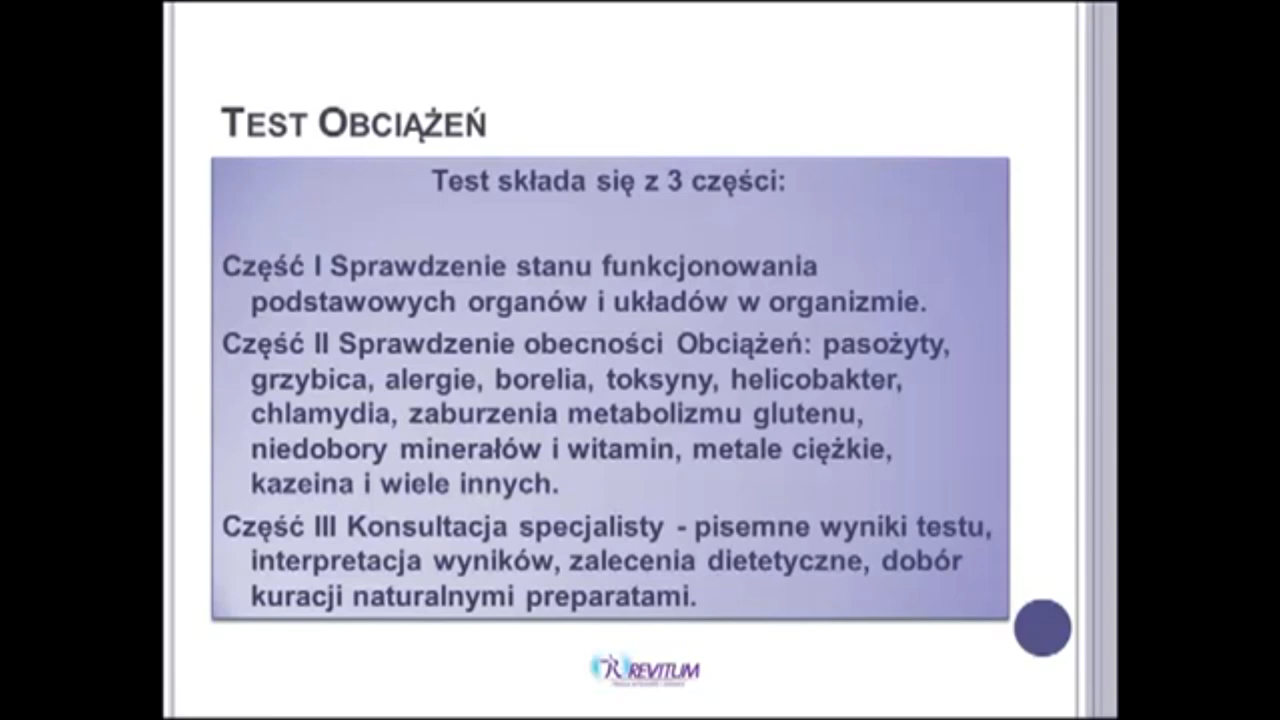 TEST OBCIĄŻEŃ
Test składa się z 3 części:
Część I Sprawdzenie stanu funkcjonowania
podstawowych organów i układów w organizmie.
Część II Sprawdzenie obecności Obciążeń: pasożyty,
grzybica, alergie, borelia, toksyny, helicobakter,
chlamydia, zaburzenia metabolizmu glutenu,
niedobory minerałów i witamin, metale ciężkie,
kazeina i wiele innych.
Część III Konsultacja specjalisty - pisemne wyniki testu,
interpretacja wyników, zalecenia dietetyczne, dobór
kuracji naturalnymi preparatami.
REVITUM